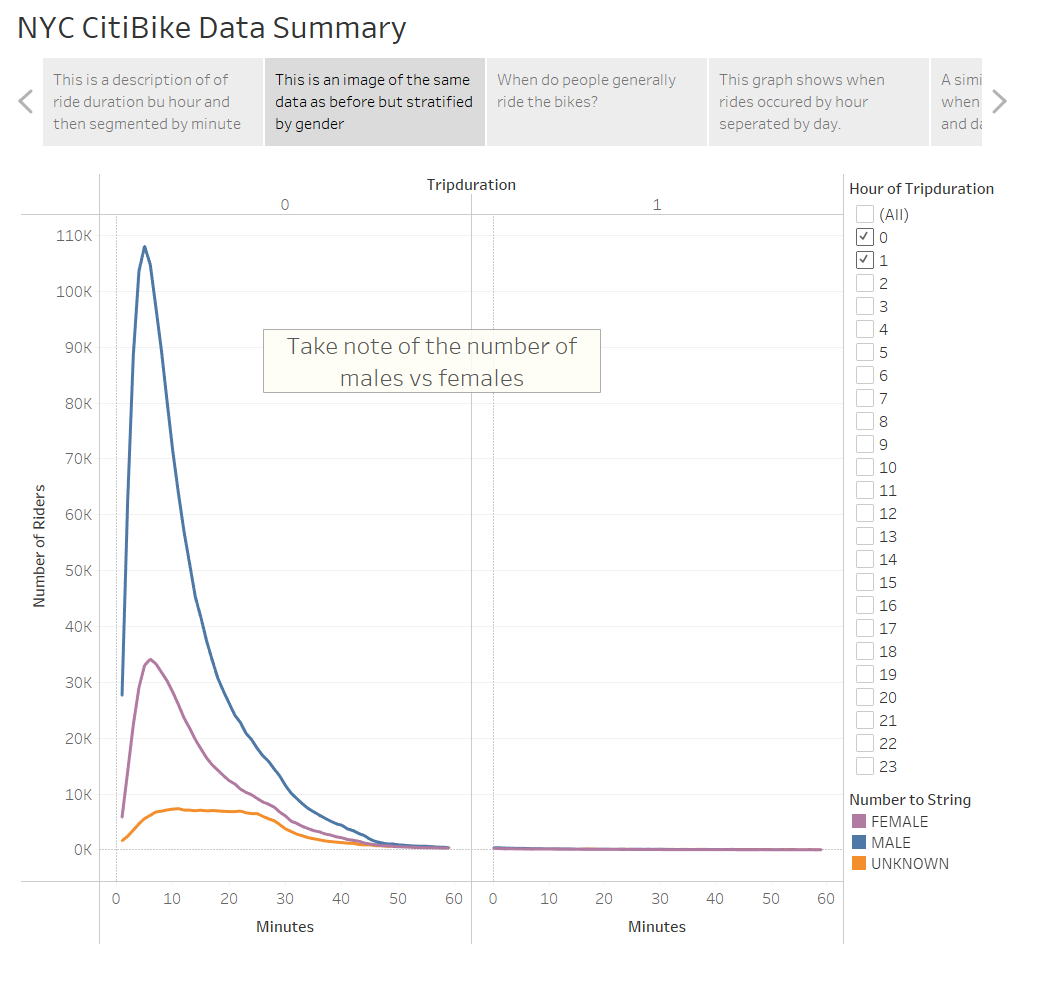 NYC CitiBike Data Summary
This is a description of of
ride duration bu hour and
then segmented by minute
This is an image of the same
data as before but stratified
by gender
When do people generally
ride the bikes?
This graph shows when
rides occured by hour
seperated by day.
A simi
when
and da
Tripduration
0
1
110K
100K
90K
80K
70K
60K
50K
40K
30K
20K
10K
0K
Number of Riders
Take note of the number of
males vs females
0 10 20 30 40 50 60
0 10 20 30 40 50 60
Minutes
Minutes
Hour of Tripduration
(All)
0
1
2
3
4
5
6
7
8
9
10
11
12
13
14
15
16
17
18
19
20
21
22
23
Number to String
FEMALE
MALE
UNKNOWN